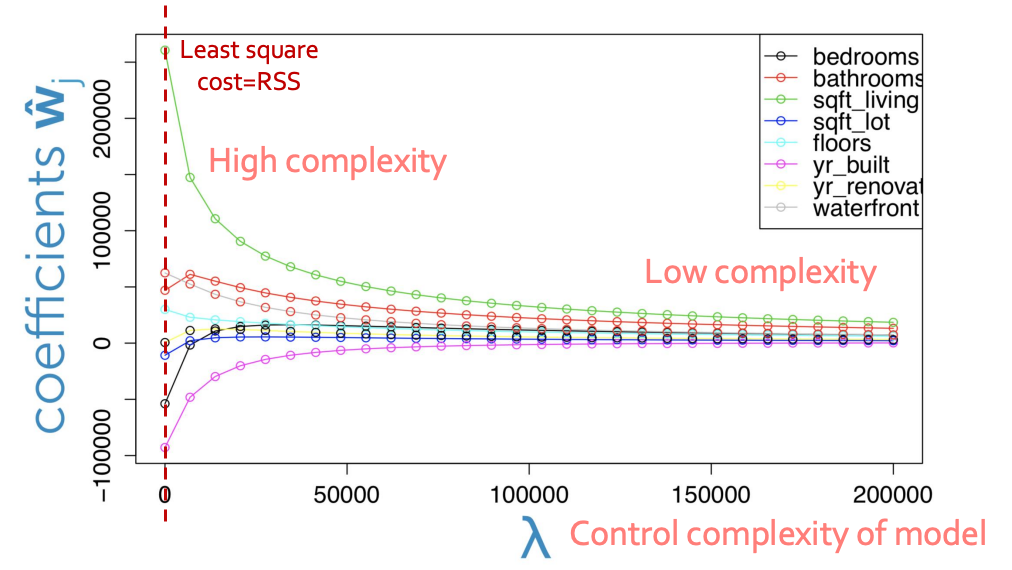 Least square
cost=RSS
High complexity
Low complexity
bedrooms
bathrooms
sqft_living
sqft_lot
floors
yr_built
yr_renovat
waterfront
coefficients ŵj
200000
100000
0
−100000
0
50000
100000
150000
200000
λ
Control complexity of model